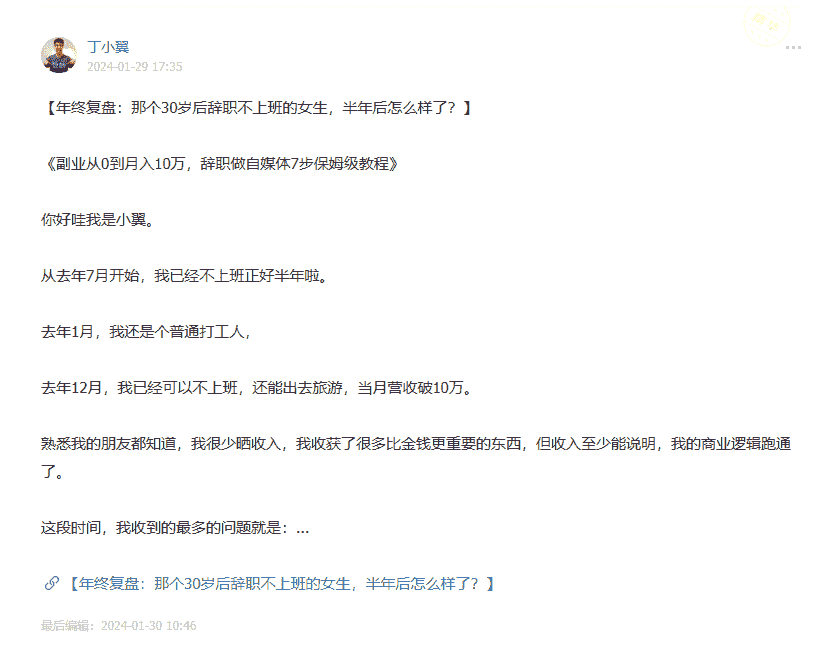 丁小翼
2024-01-29 17:35
【年终复盘：那个30岁后辞职不上班的女生，半年后怎么样了？】
《副业从0到月入10万，辞职做自媒体7步保姆级教程》
你好哇我是小翼。
从去年7月开始，我已经不上班正好半年啦。
去年1月，我还是个普通打工人，
去年12月，我已经可以不上班，还能出去旅游，当月营收破10万。
熟悉我的朋友都知道，我很少晒收入，我收获了很多比金钱更重要的东西，但收入至少能说明，我的商业逻辑跑通
了。
这段时间，我收到的最多的问题就是：...
【年终复盘：那个30岁后辞职不上班的女生，半年后怎么样了？】
最后编辑：2024-01-30 10:46